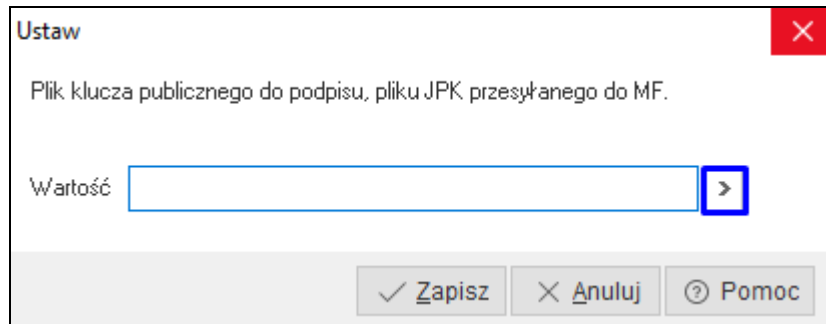 Ustaw
Plik klucza publicznego do podpisu, pliku JPK przesyłanego do MF.
Wartość
Zapisz Anuluj Pomoc